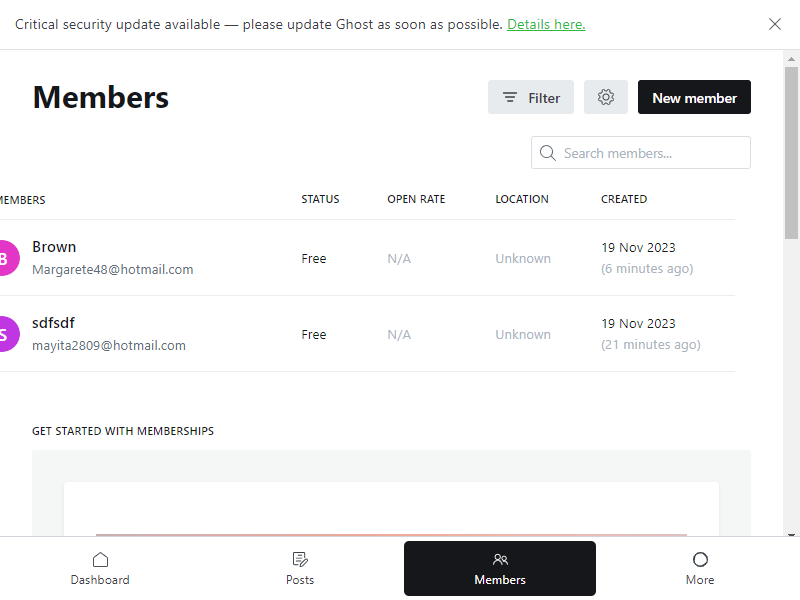 Critical security update available — please update Ghost as soon as possible. Details here.
Members
Filter
New member
Search members...
MEMBERS STATUS OPEN RATE LOCATION CREATED
B
Brown
Margarete48@hotmail.com
Free
N/A
Unknown
19 Nov 2023
(6 minutes ago)
S
sdfsdf
mayita2809@hotmail.com
Free
N/A
Unknown
19 Nov 2023
(21 minutes ago)
GET STARTED WITH MEMBERSHIPS
Dashboard
Posts
Members
More